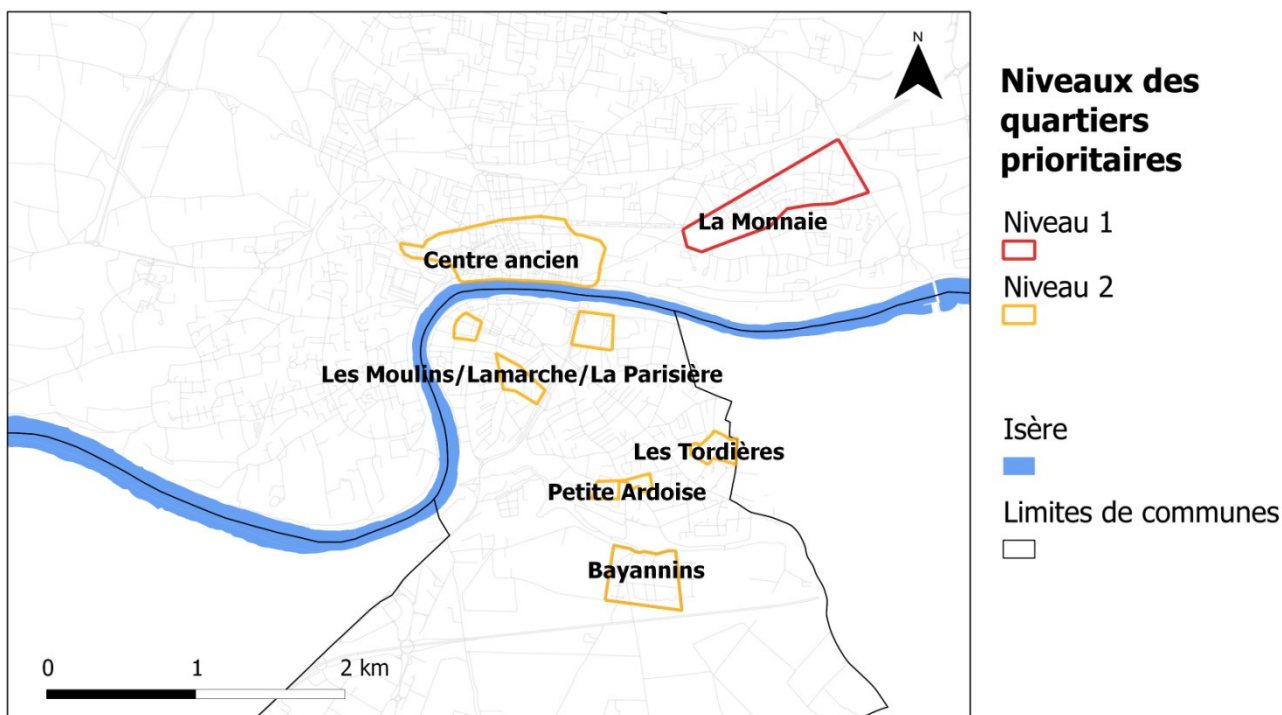 N
La Monnaie
Centre ancien
Les Moulins/Lamarche/La Parisière
Les Tordières
Petite Ardoise
Bayannins
0 1 2 km
Niveaux des
quartiers
prioritaires
Niveau 1
Niveau 2
Isère
Limites de communes